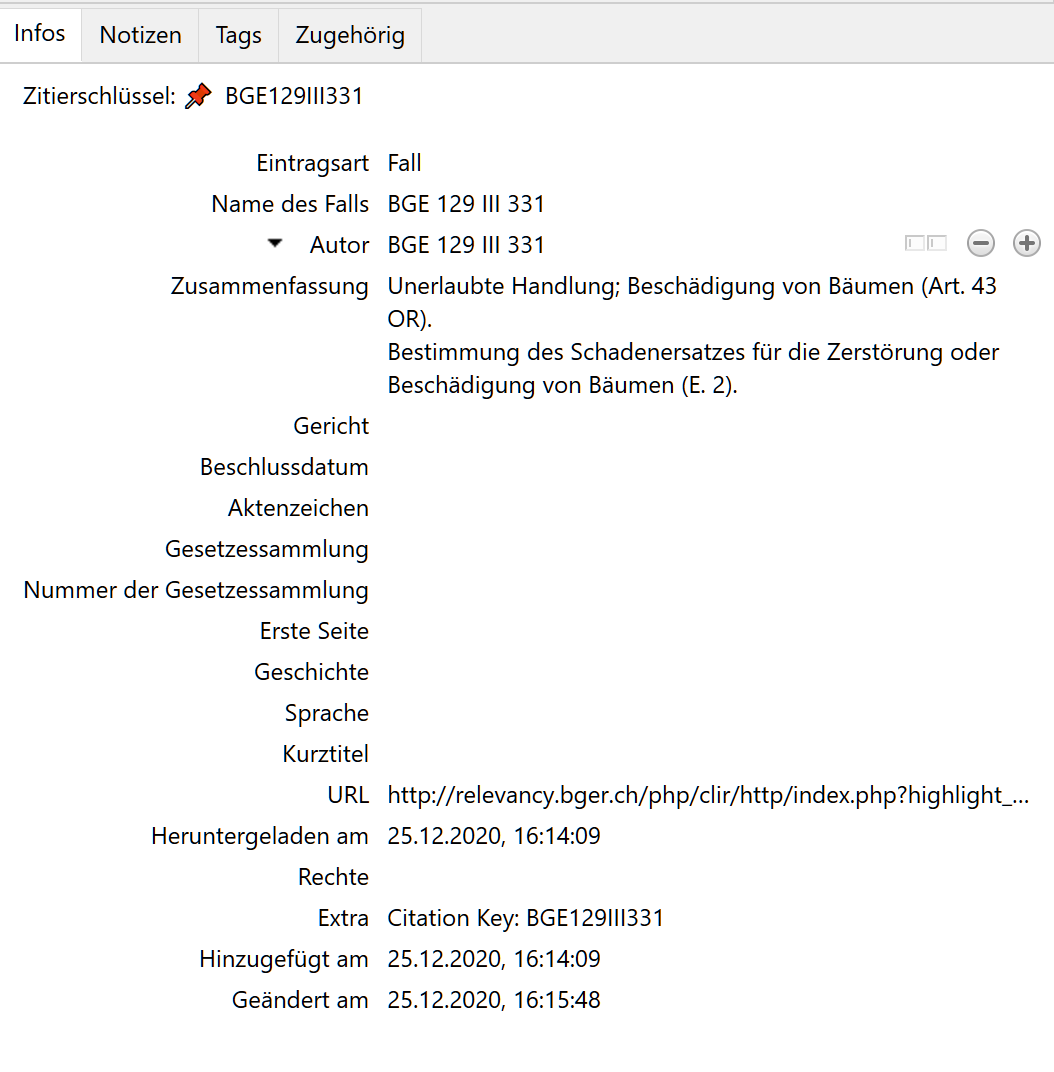 Infos Notizen Tags Zugehörig
Zitierschlüssel: BGE129III331
Eintragsart Fall
Name des Falls BGE 129 III 331
Autor BGE 129 III 331
Zusammenfassung Unerlaubte Handlung; Beschädigung von Bäumen (Art. 43
OR).
Bestimmung des Schadenersatzes für die Zerstörung oder
Beschädigung von Bäumen (E. 2).
Gericht
Beschlussdatum
Aktenzeichen
Gesetzessammlung
Nummer der Gesetzessammlung
Erste Seite
Geschichte
Sprache
Kurztitel
URL http://relevancy.bger.ch/php/clir/http/index.php?highlight_...
Heruntergeladen am 25.12.2020, 16:14:09
Rechte
Extra Citation Key: BGE129III331
Hinzugefügt am 25.12.2020, 16:14:09
Geändert am 25.12.2020, 16:15:48